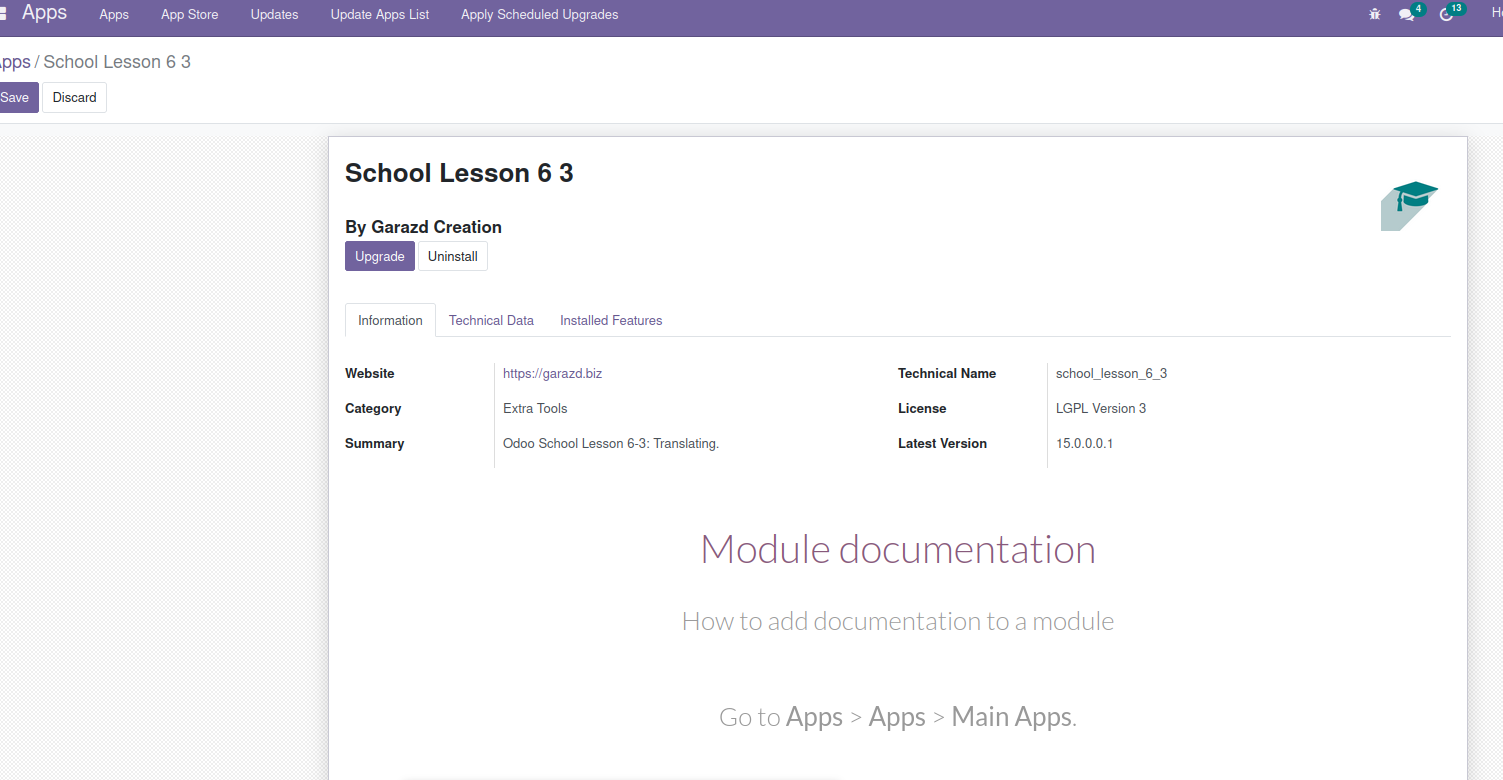 Apps Apps App Store Updates Update Apps List Apply Scheduled Upgrades 4 13
/ School Lesson 6 3
Save Discard
School Lesson 6 3
By Garazd Creation
Upgrade Uninstall
Information Technical Data Installed Features
Website https://garazd.biz Technical Name school_lesson_6_3
Category Extra Tools License LGPL Version 3
Summary Odoo School Lesson 6-3: Translating. Latest Version 15.0.0.0.1
Module documentation
How to add documentation to a module
Go to Apps > Apps > Main Apps.